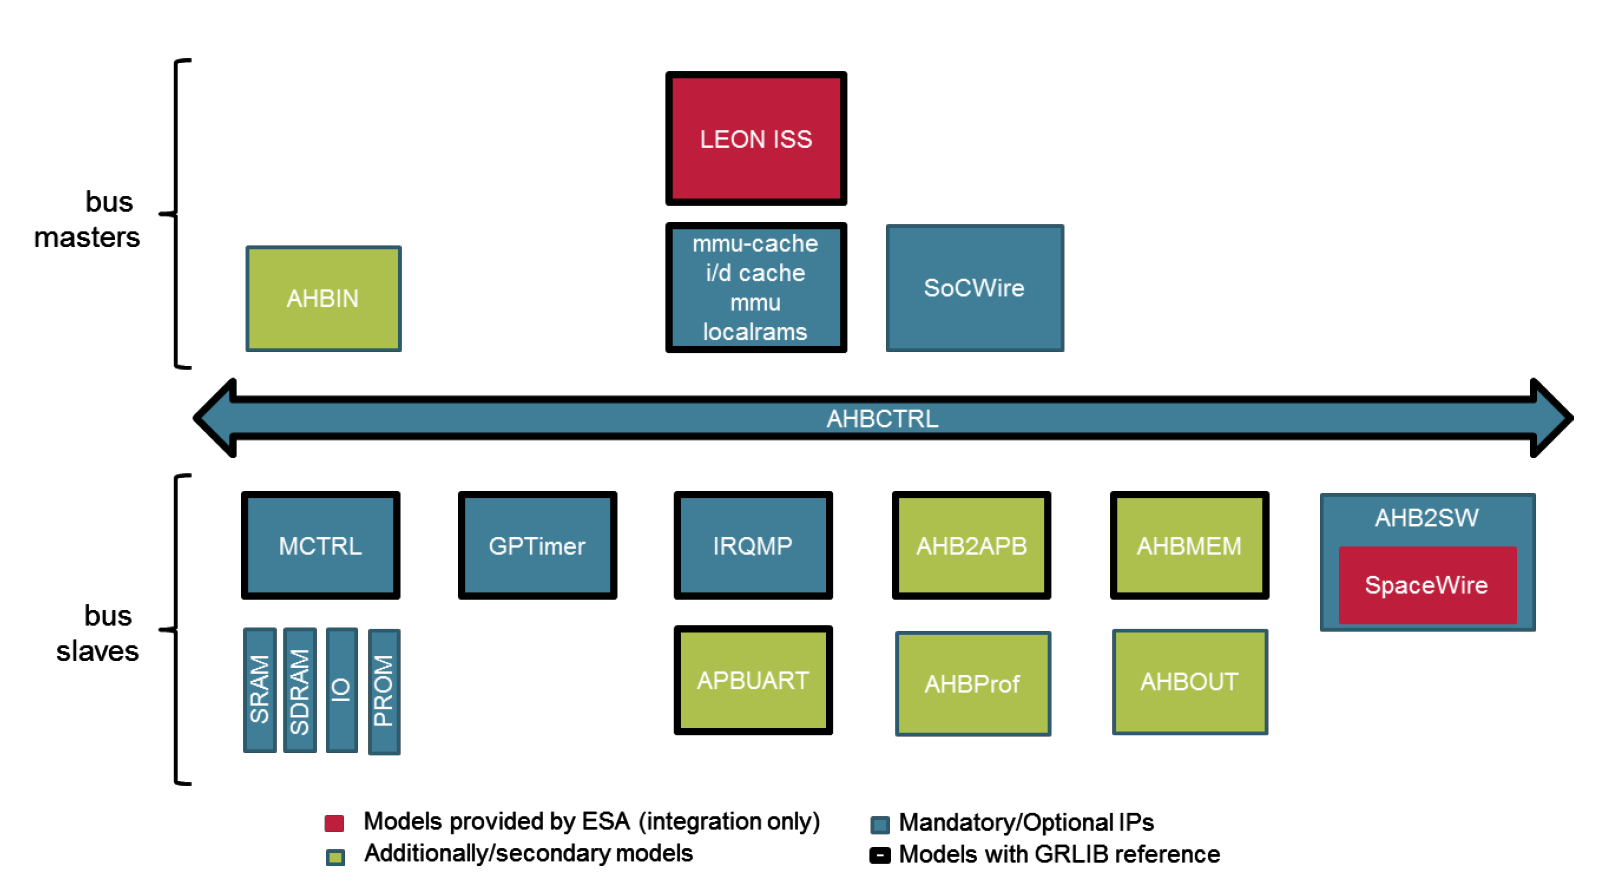 bus
masters
LEON ISS
AHBIN
mmu-cache
i/d cache
mmu
localrams
SoCWire
AHBCTRL
bus
slaves
MCTRL
GPTimer
IRQMP
AHB2APB
AHBMEM
AHB2SW
SpaceWire
SRAM
SDRAM
IO
PROM
APBUART
AHBProf
AHBOUT
Models provided by ESA (integration only)
Mandatory/Optional IPs
Additionally/secondary models
Models with GRLIB reference